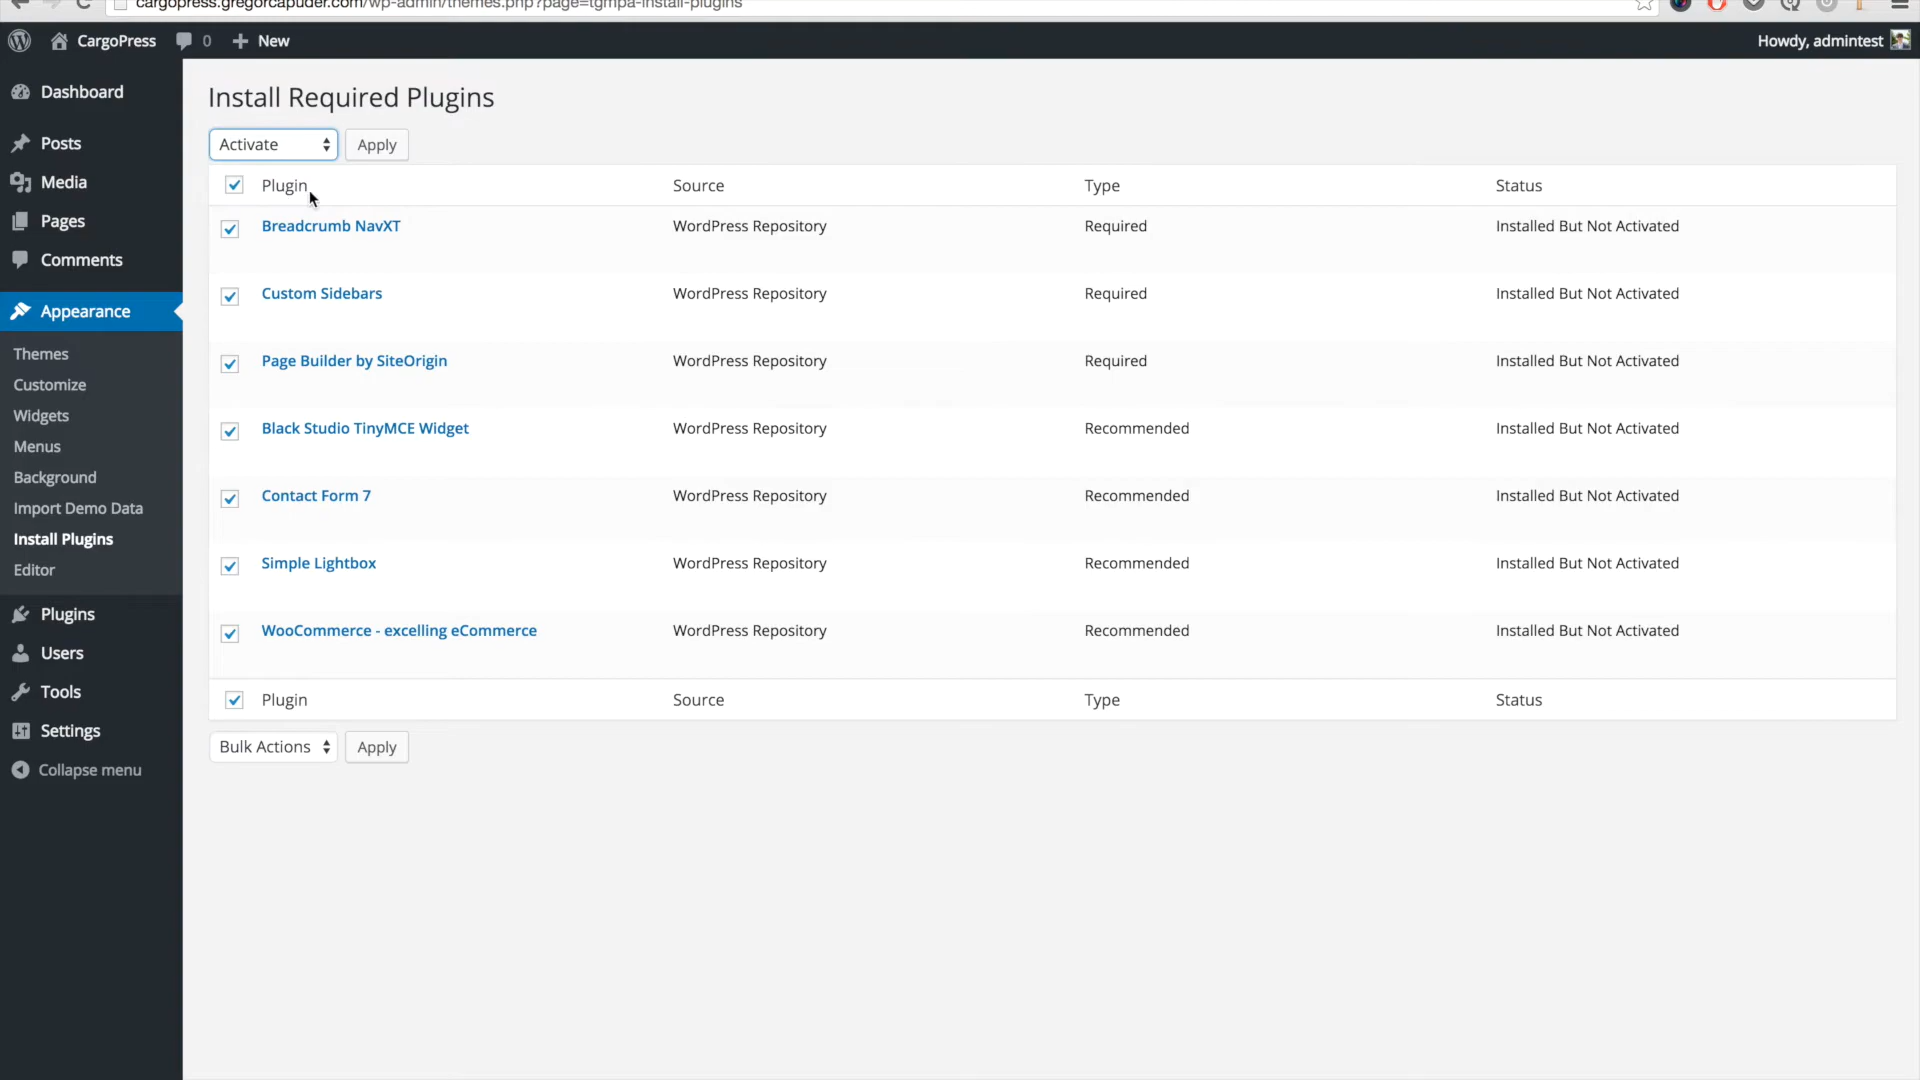 cargopress.gregorcapuder.com/wp-admin/themes.php?page=tgmpa-install-plugins
CargoPress 0 New Howdy, admintest
Dashboard
Posts
Media
Pages
Comments
Appearance
Themes
Customize
Widgets
Menus
Background
Import Demo Data
Install Plugins
Editor
Plugins
Users
Tools
Settings
Collapse menu
Install Required Plugins
Activate Apply
Plugin Source Type Status
Breadcrumb NavXT WordPress Repository Required Installed But Not Activated
Custom Sidebars WordPress Repository Required Installed But Not Activated
Page Builder by SiteOrigin WordPress Repository Required Installed But Not Activated
Black Studio TinyMCE Widget WordPress Repository Recommended Installed But Not Activated
Contact Form 7 WordPress Repository Recommended Installed But Not Activated
Simple Lightbox WordPress Repository Recommended Installed But Not Activated
WooCommerce - excelling eCommerce WordPress Repository Recommended Installed But Not Activated
Plugin Source Type Status
Bulk Actions Apply